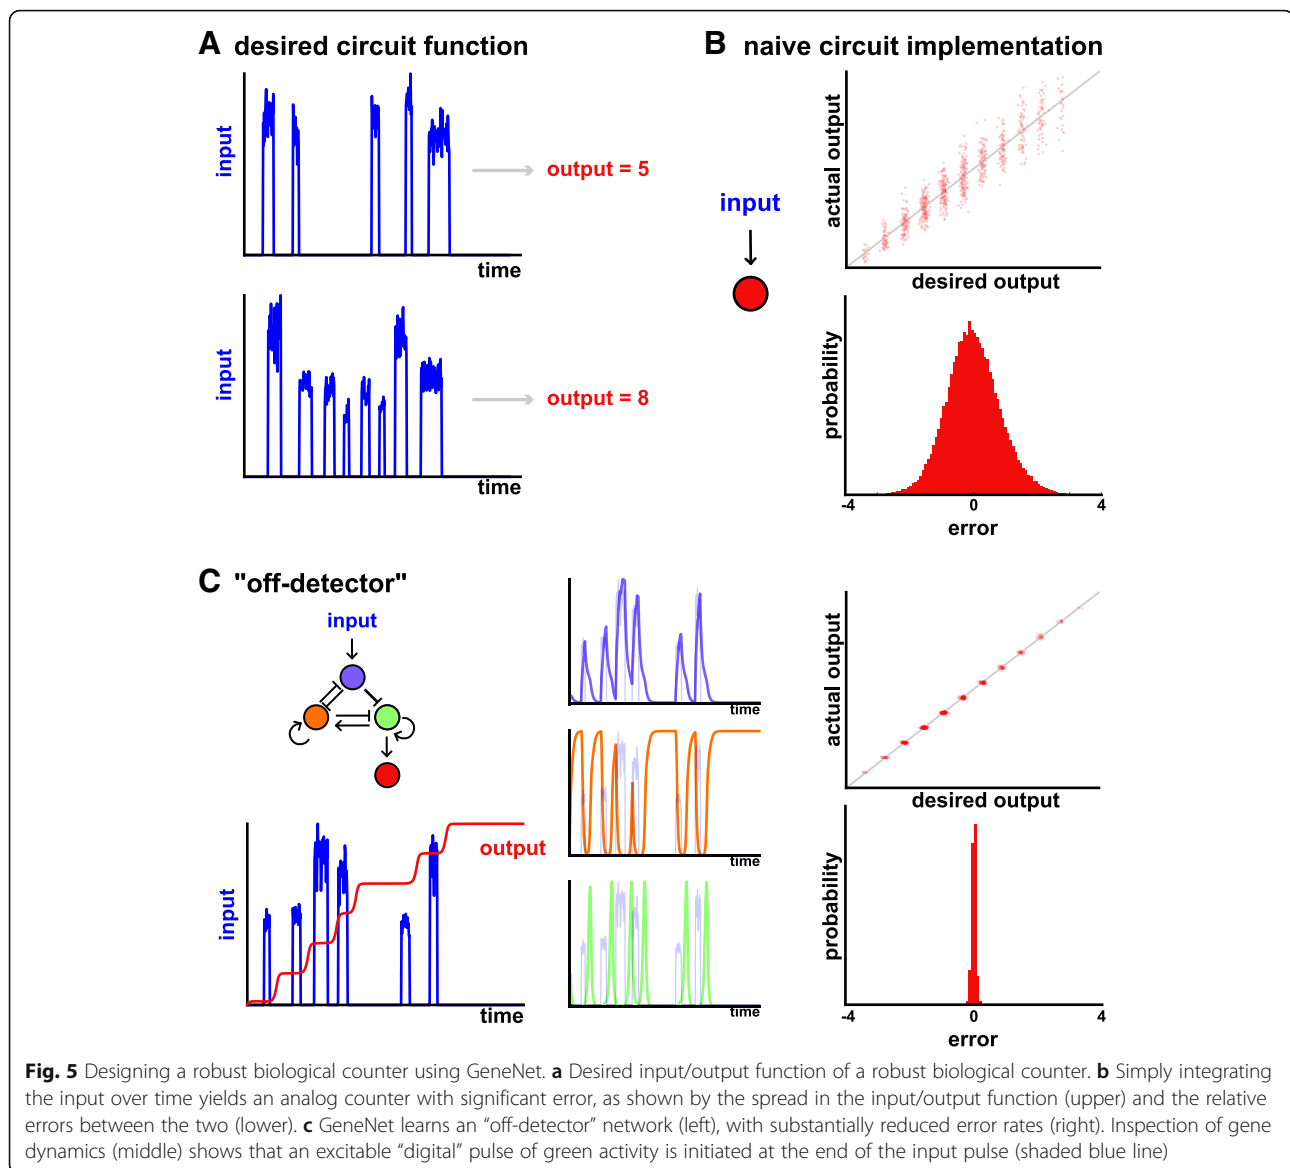 A desired circuit function
input
output = 5
time
input
output = 8
time
B naive circuit implementation
input
actual output
desired output
probability
-4 0 4
error
C "off-detector"
input
input
output
time
time
time
time
actual output
desired output
probability
-4 0 4
error
Fig. 5 Designing a robust biological counter using GeneNet. a Desired input/output function of a robust biological counter. b Simply integrating
the input over time yields an analog counter with significant error, as shown by the spread in the input/output function (upper) and the relative
errors between the two (lower). c GeneNet learns an “off-detector” network (left), with substantially reduced error rates (right). Inspection of gene
dynamics (middle) shows that an excitable “digital” pulse of green activity is initiated at the end of the input pulse (shaded blue line)